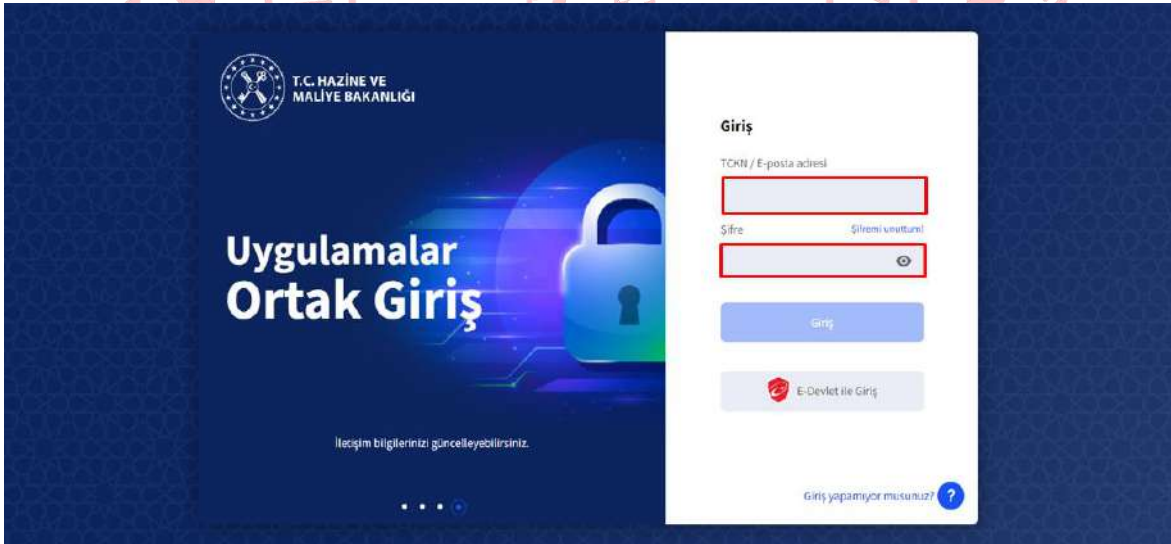 T.C. HAZİNE VE
MALİYE BAKANLIĞI
Uygulamalar
Ortak Giriş
İletişim bilgilerinizi güncelleyebilirsiniz.
Giriş
TCKN / E-posta adresi
Şifre
Şifremi unuttum!
Giriş
E-Devlet ile Giriş
Giriş yapamıyor musunuz? ?